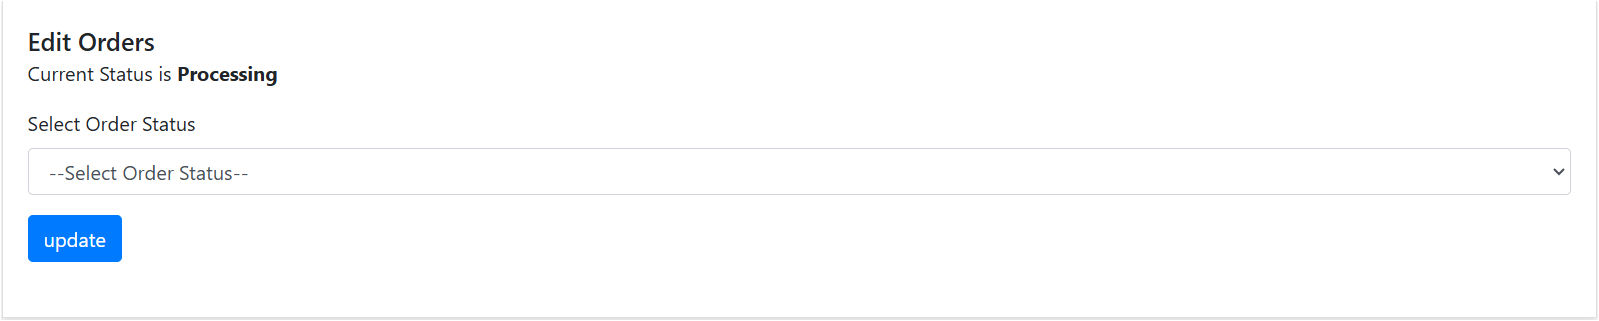 Edit Orders
Current Status is Processing
Select Order Status
--Select Order Status--
update